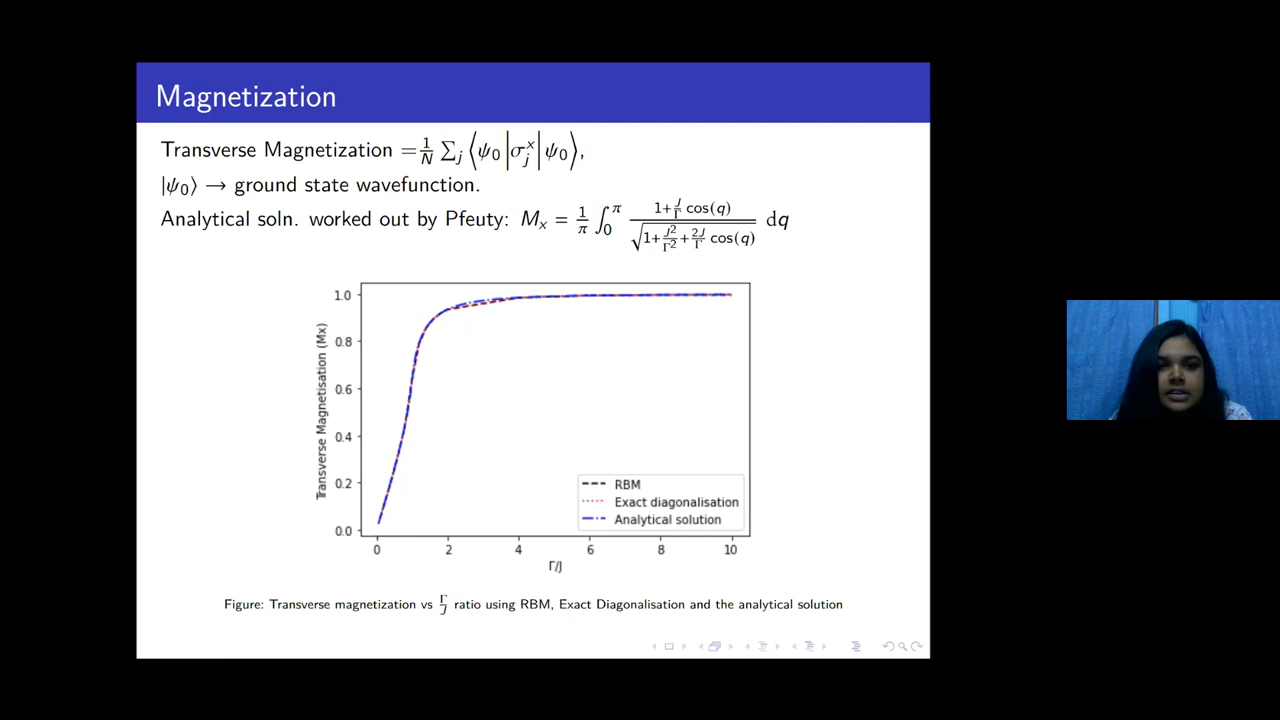 Magnetization
Transverse Magnetization = 1/N ∑_j ⟨ψ₀|σ_j^x|ψ₀⟩,
|ψ₀⟩ → ground state wavefunction.
Analytical soln. worked out by Pfeuty: M_x = 1/π ∫_0^π (1+J/Γ cos(q))/√(1+J²/Γ²+2J/Γ cos(q)) dq
Transverse Magnetisation (Mx)
1.0
0.8
0.6
0.4
0.2
0.0
RBM
Exact diagonalisation
Analytical solution
0 2 4 6 8 10
Γ/J
Figure: Transverse magnetization vs Γ/J ratio using RBM, Exact Diagonalisation and the analytical solution